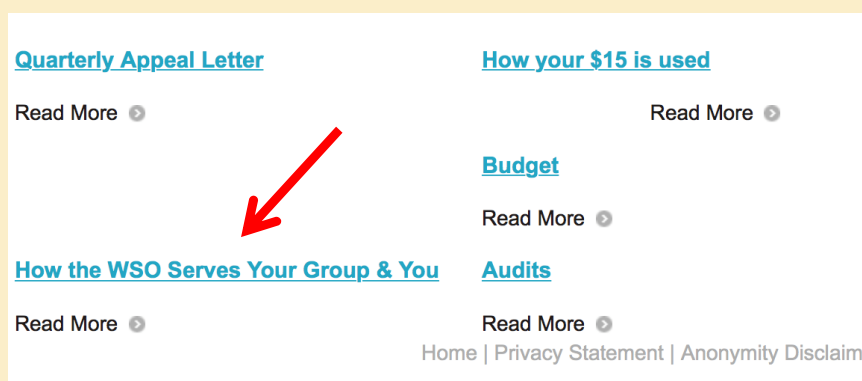 Quarterly Appeal Letter
How your $15 is used
Read More
Read More
Budget
Read More
How the WSO Serves Your Group & You
Audits
Read More
Read More
Home | Privacy Statement | Anonymity Disclaim